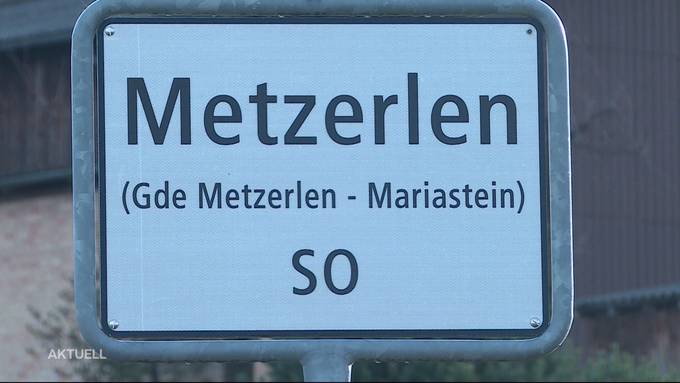 Metzerlen
(Gde Metzerlen - Mariastein)
SO
AKTUELL